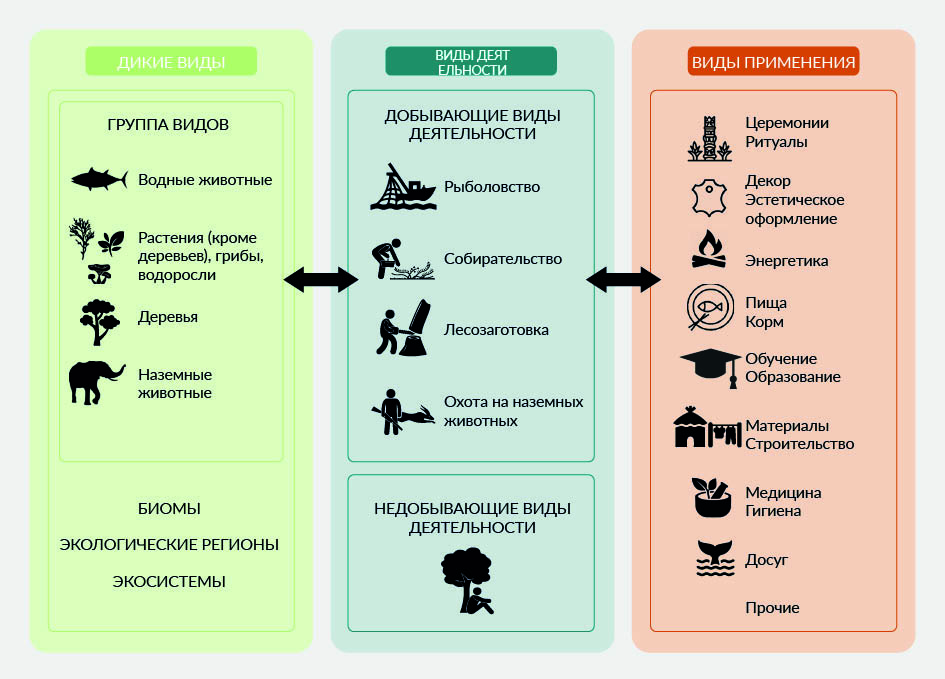 ДИКИЕ ВИДЫ
ГРУППА ВИДОВ
Водные животные
Растения (кроме
деревьев), грибы,
водоросли
Деревья
Наземные
животные
БИОМЫ
ЭКОЛОГИЧЕСКИЕ РЕГИОНЫ
ЭКОСИСТЕМЫ
ВИДЫ ДЕЯТ
ЕЛЬНОСТИ
ДОБЫВАЮЩИЕ ВИДЫ
ДЕЯТЕЛЬНОСТИ
Рыболовство
Собирательство
Лесозаготовка
Охота на наземных
животных
НЕДОБЫВАЮЩИЕ ВИДЫ
ДЕЯТЕЛЬНОСТИ
ВИДЫ ПРИМЕНЕНИЯ
Церемонии
Ритуалы
Декор
Эстетическое
оформление
Энергетика
Пища
Корм
Обучение
Образование
Материалы
Строительство
Медицина
Гигиена
Досуг
Прочие